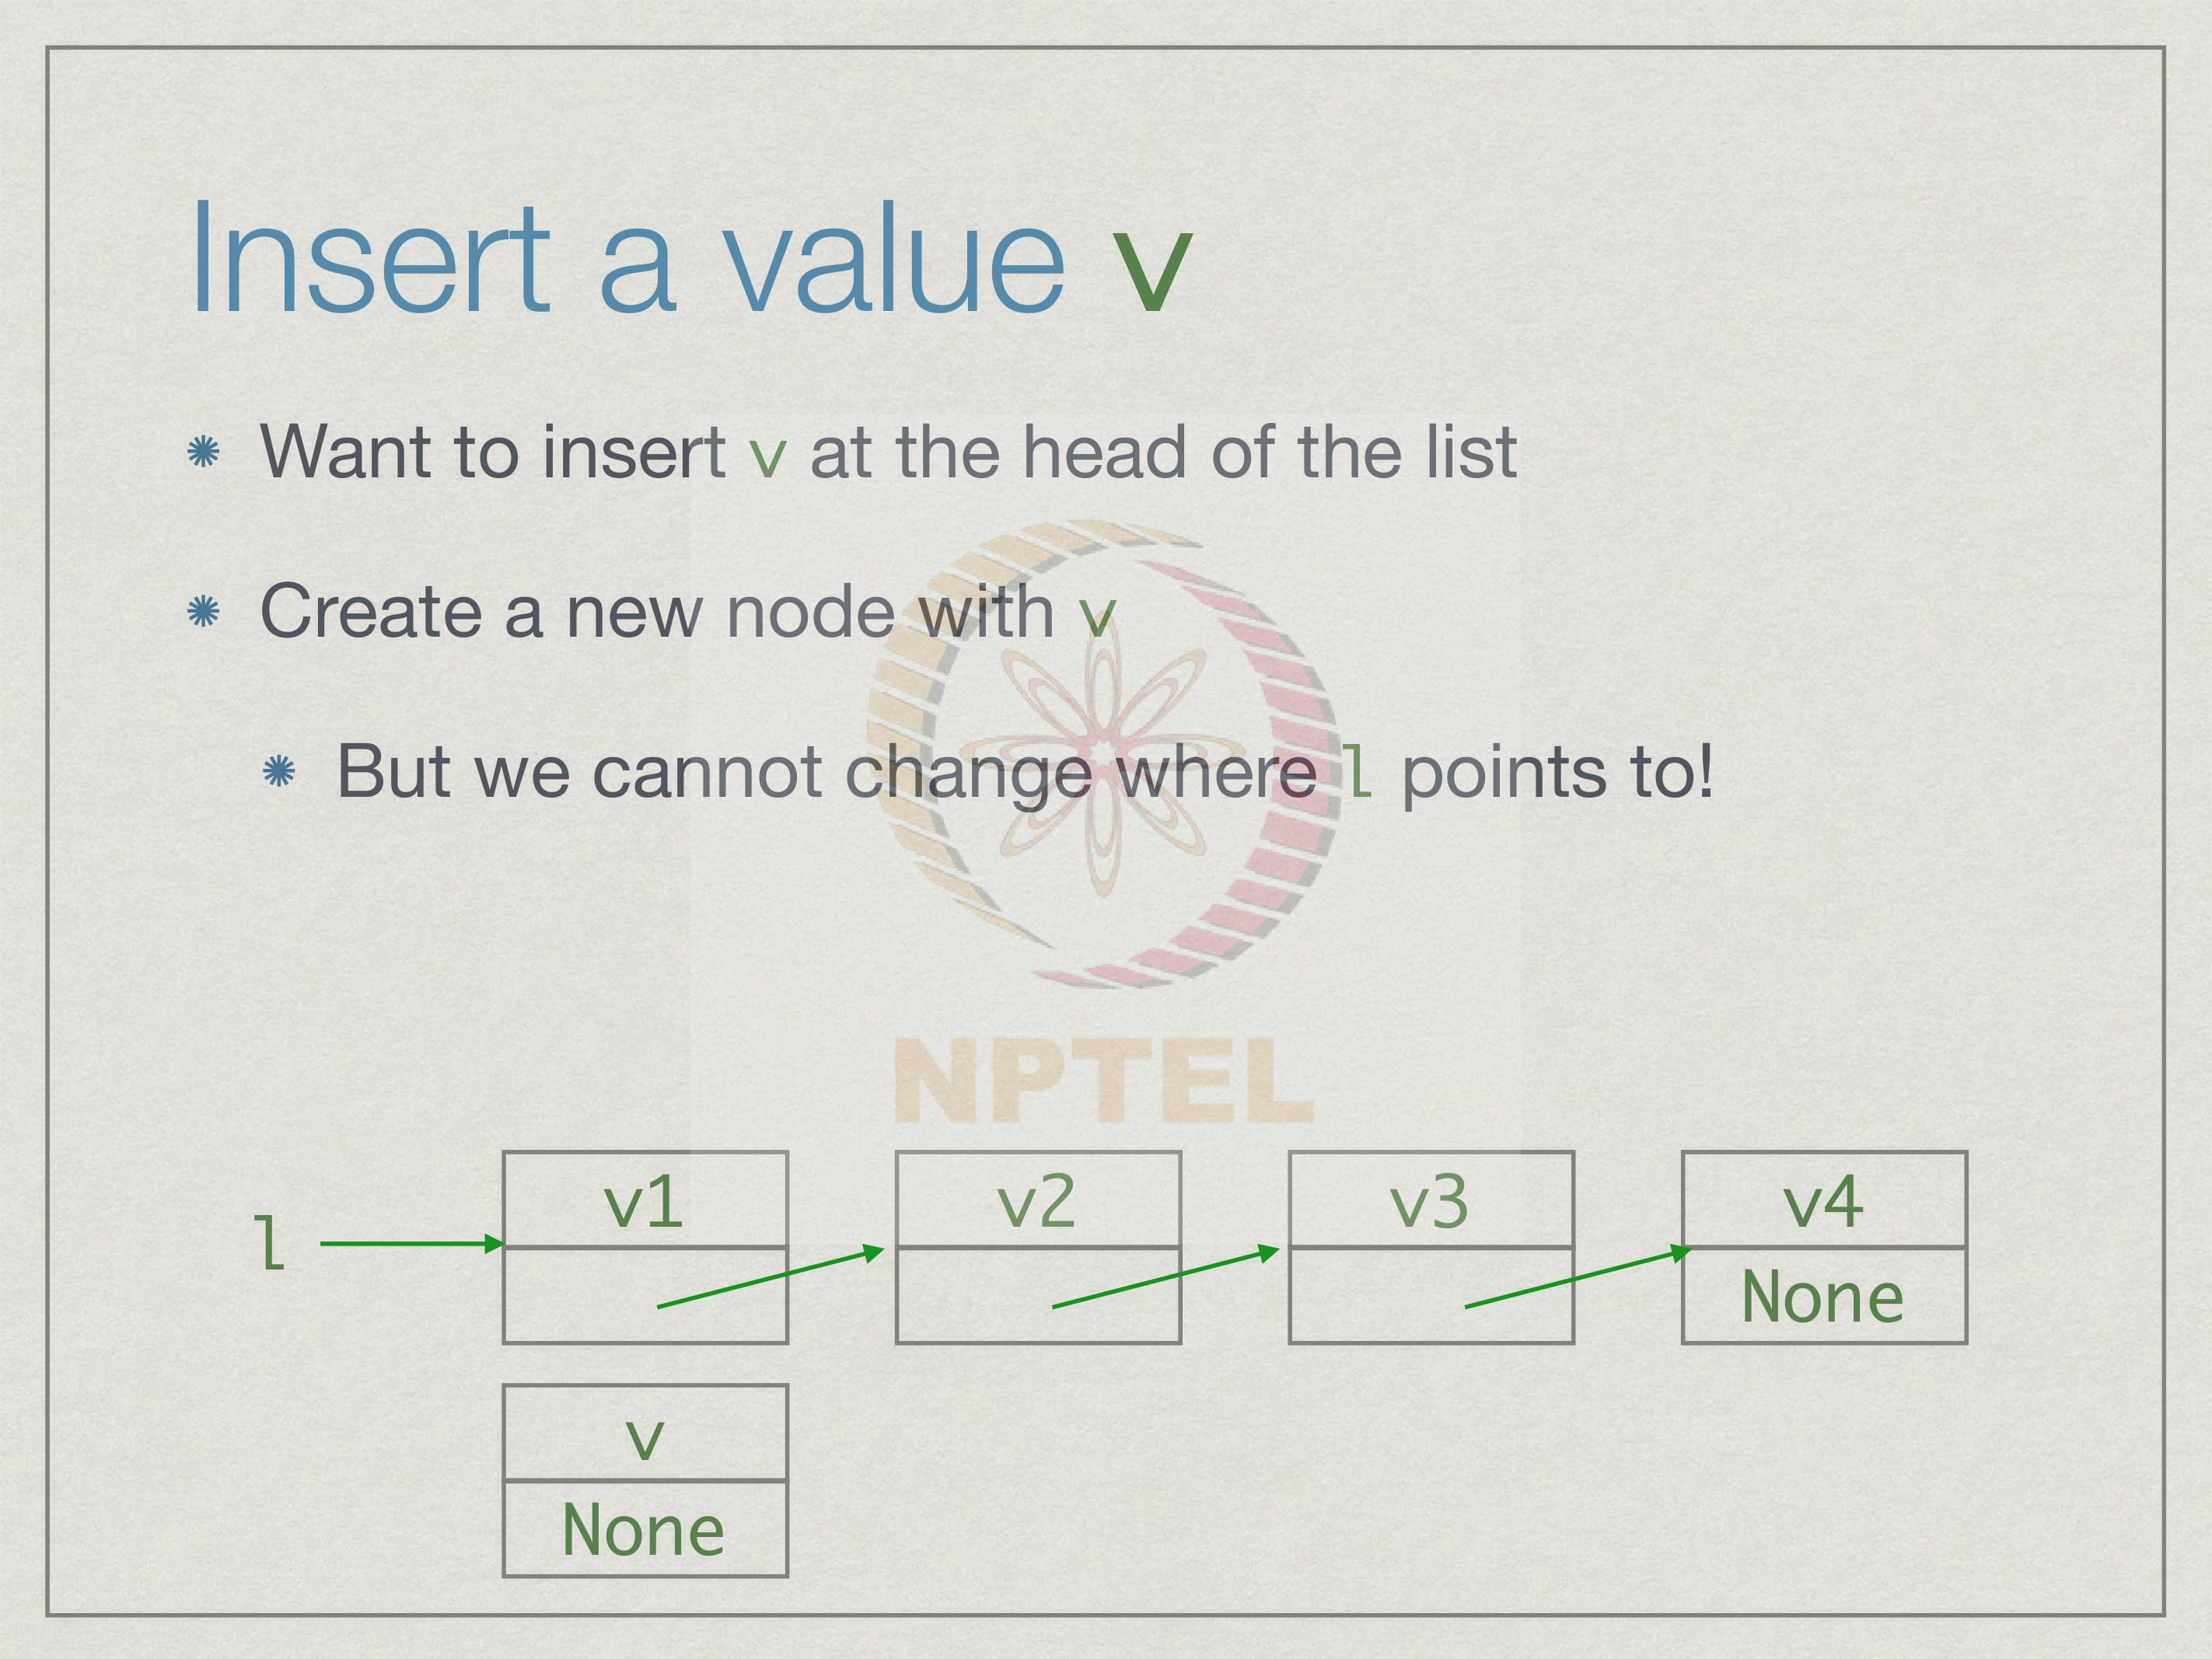 Insert a value v
Want to insert v at the head of the list
Create a new node with v
But we cannot change where l points to!
NPTEL
l
v1
v2
v3
v4
None
v
None